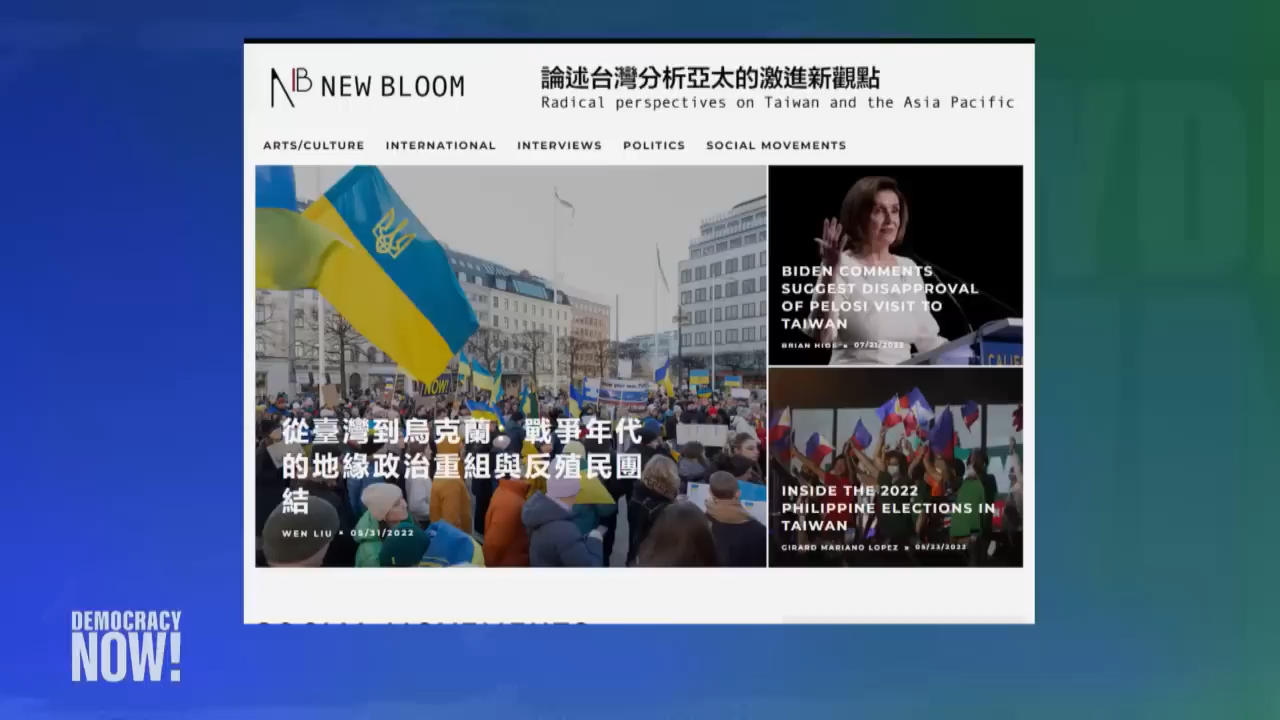 NB NEW BLOOM
論述台灣分析亞太的激進新觀點
Radical perspectives on Taiwan and the Asia Pacific
ARTS/CULTURE INTERNATIONAL INTERVIEWS POLITICS SOCIAL MOVEMENTS
NOW!
從臺灣到烏克蘭：戰爭年代
的地緣政治重組與反殖民團
結
WEN LIU 05/31/2022
BIDEN COMMENTS
SUGGEST DISAPPROVAL
OF PELOSI VISIT TO
TAIWAN
BRIAN HIOE 07/21/2022
CALIFO
INSIDE THE 2022
PHILIPPINE ELECTIONS IN
TAIWAN
GIRARD MARIANO LOPEZ 05/23/2022
SOCIAL MOVEMENTS
DEMOCRACY
NOW!